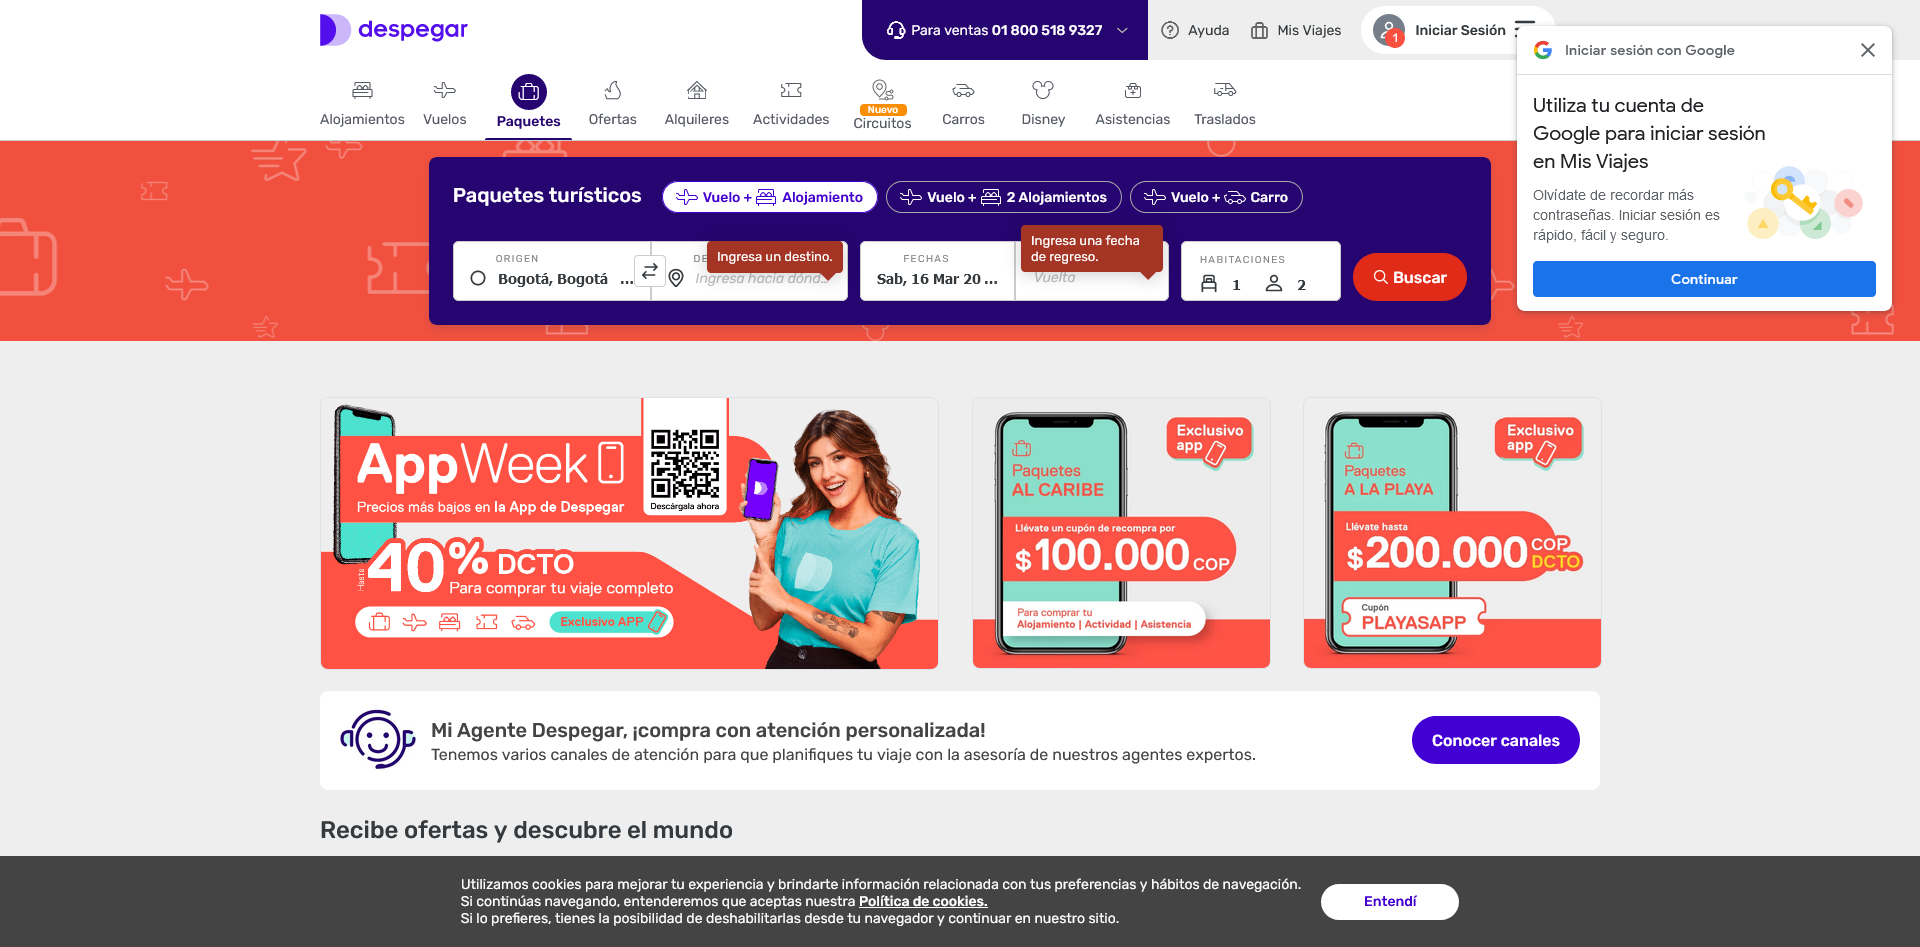 despegar
Para ventas 01 800 518 9327
Ayuda
Mis Viajes
1
Iniciar Sesión
Alojamientos
Vuelos
Paquetes
Ofertas
Alquileres
Actividades
Nuevo
Circuitos
Carros
Disney
Asistencias
Traslados
Iniciar sesión con Google
Utiliza tu cuenta de
Google para iniciar sesión
en Mis Viajes
Olvídate de recordar más
contraseñas. Iniciar sesión es
rápido, fácil y seguro.
Continuar
Paquetes turísticos
Vuelo + Alojamiento
Vuelo + 2 Alojamientos
Vuelo + Carro
ORIGEN
Bogotá, Bogotá ...
Ingresa un destino.
Ingresa hacia dónd...
FECHAS
Sab, 16 Mar 20 ...
Ingresa una fecha
de regreso.
Vuelta
HABITACIONES
1
2
Buscar
AppWeek
Precios más bajos en la App de Despegar
Descárgala ahora
Hasta
40% DCTO
Para comprar tu viaje completo
Exclusivo APP
Exclusivo
app
Paquetes
AL CARIBE
Llévate un cupón de recompra por
$100.000 COP
Para comprar tu
Alojamiento | Actividad | Asistencia
Exclusivo
app
Paquetes
A LA PLAYA
Llévate hasta
$200.000 COP
DCTO
Cupón
PLAYASAPP
Mi Agente Despegar, ¡compra con atención personalizada!
Tenemos varios canales de atención para que planifiques tu viaje con la asesoría de nuestros agentes expertos.
Conocer canales
Recibe ofertas y descubre el mundo
Utilizamos cookies para mejorar tu experiencia y brindarte información relacionada con tus preferencias y hábitos de navegación.
Si continúas navegando, entenderemos que aceptas nuestra Política de cookies.
Si lo prefieres, tienes la posibilidad de deshabilitarlas desde tu navegador y continuar en nuestro sitio.
Entendí